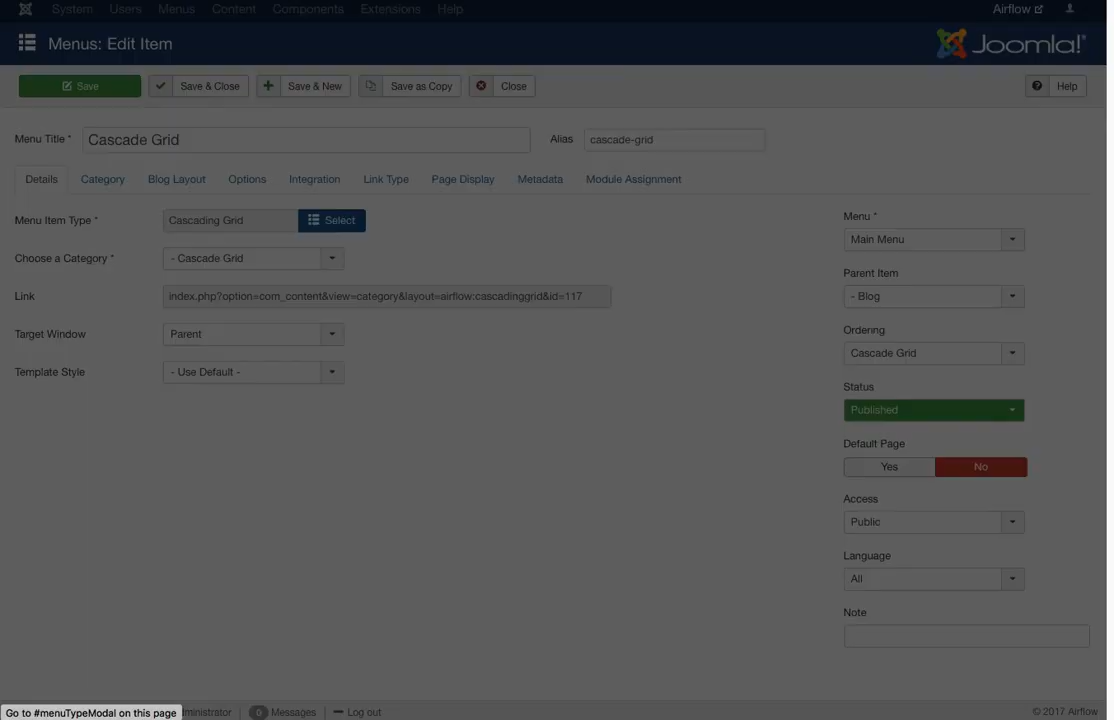 System Users Menus Content Components Extensions Help Airflow
Menus: Edit Item Joomla!®
Save Save & Close Save & New Save as Copy Close Help
Menu Title * Cascade Grid Alias cascade-grid
Details Category Blog Layout Options Integration Link Type Page Display Metadata Module Assignment
Menu Item Type * Cascading Grid Select
Choose a Category * - Cascade Grid
Link index.php?option=com_content&view=category&layout=airflow:cascadinggrid&id=117
Target Window Parent
Template Style - Use Default -
Menu *
Main Menu
Parent Item
- Blog
Ordering
Cascade Grid
Status
Published
Default Page
Yes No
Access
Public
Language
All
Note
Go to #menuTypeModal on this page dministrator 0 Messages Log out © 2017 Airflow